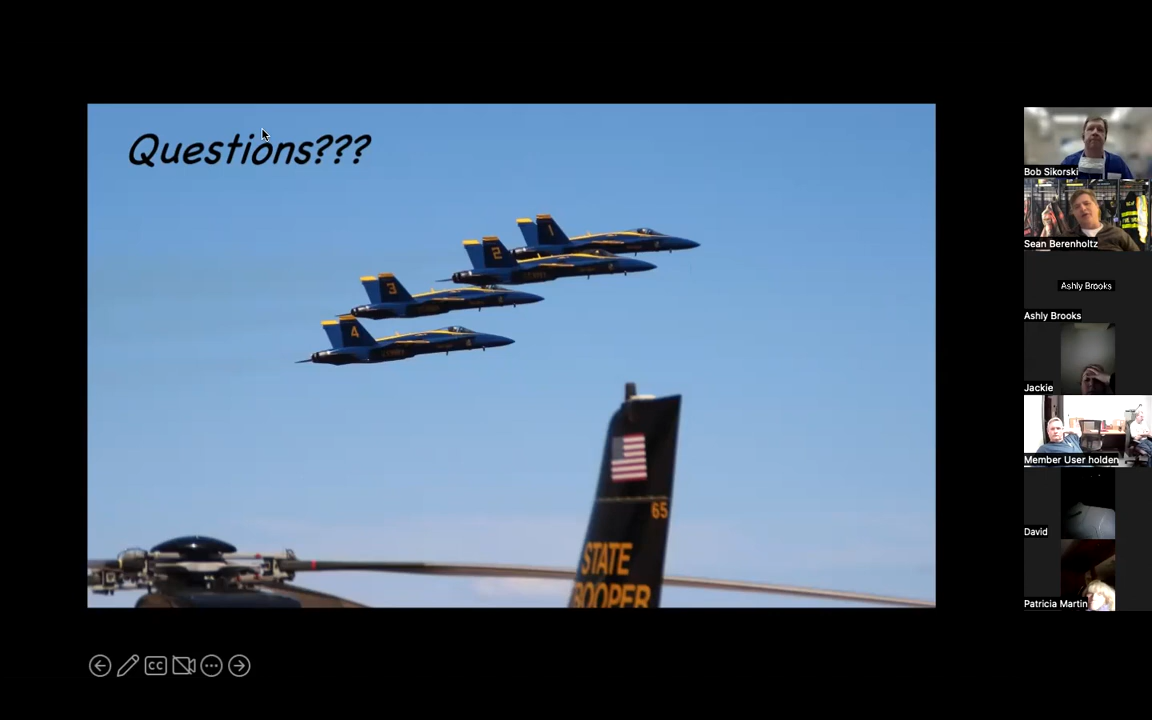 Questions???
1
2
3
4
65
STATE
Bob Sikorski
Sean Berenholtz
Ashly Brooks
Ashly Brooks
Jackie
Member User holden
David
Patricia Martin
CC